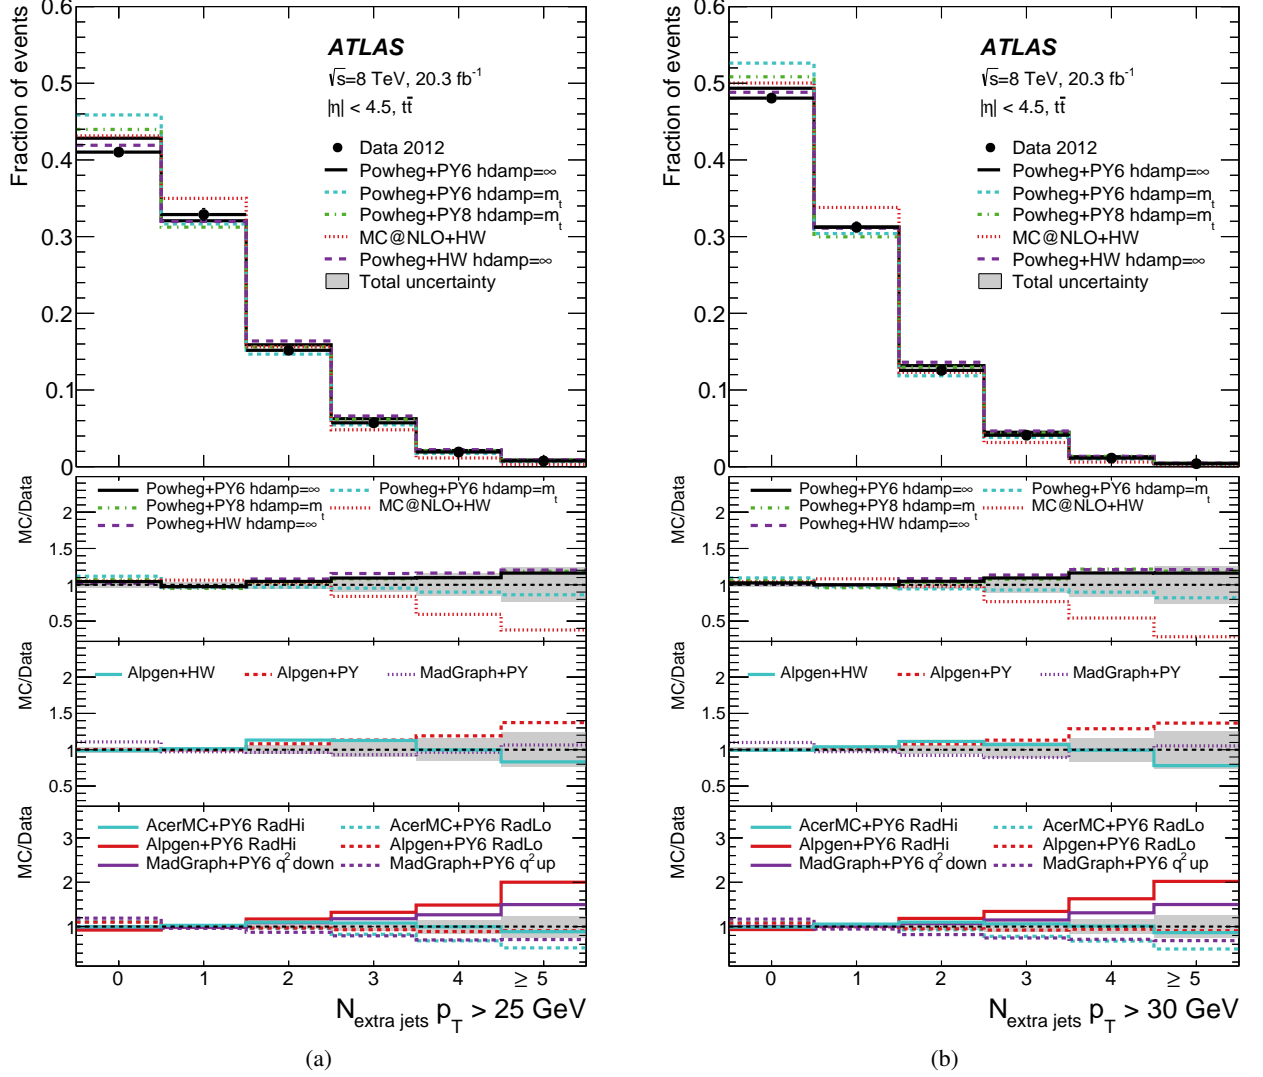 0.6
0.5
0.4
0.3
0.2
0.1
0
Fraction of events
ATLAS
√s=8 TeV, 20.3 fb⁻¹
|η| < 4.5, tt̅
Data 2012
Powheg+PY6 hdamp=∞
Powheg+PY6 hdamp=mₜ
Powheg+PY8 hdamp=mₜ
MC@NLO+HW
Powheg+HW hdamp=∞
Total uncertainty
MC/Data
2
1.5
1
0.5
Powheg+PY6 hdamp=∞ Powheg+PY6 hdamp=mₜ
Powheg+PY8 hdamp=mₜ MC@NLO+HW
Powheg+HW hdamp=∞
MC/Data
2
1.5
1
0.5
Alpgen+HW Alpgen+PY MadGraph+PY
MC/Data
3
2
1
AcerMC+PY6 RadHi AcerMC+PY6 RadLo
Alpgen+PY6 RadHi Alpgen+PY6 RadLo
MadGraph+PY6 q² down MadGraph+PY6 q² up
0 1 2 3 4 ≥ 5
N extra jets p T > 25 GeV
(a)
0.6
0.5
0.4
0.3
0.2
0.1
0
Fraction of events
ATLAS
√s=8 TeV, 20.3 fb⁻¹
|η| < 4.5, tt̅
Data 2012
Powheg+PY6 hdamp=∞
Powheg+PY6 hdamp=mₜ
Powheg+PY8 hdamp=mₜ
MC@NLO+HW
Powheg+HW hdamp=∞
Total uncertainty
MC/Data
2
1.5
1
0.5
Powheg+PY6 hdamp=∞ Powheg+PY6 hdamp=mₜ
Powheg+PY8 hdamp=mₜ MC@NLO+HW
Powheg+HW hdamp=∞
MC/Data
2
1.5
1
0.5
Alpgen+HW Alpgen+PY MadGraph+PY
MC/Data
3
2
1
AcerMC+PY6 RadHi AcerMC+PY6 RadLo
Alpgen+PY6 RadHi Alpgen+PY6 RadLo
MadGraph+PY6 q² down MadGraph+PY6 q² up
0 1 2 3 4 ≥ 5
N extra jets p T > 30 GeV
(b)